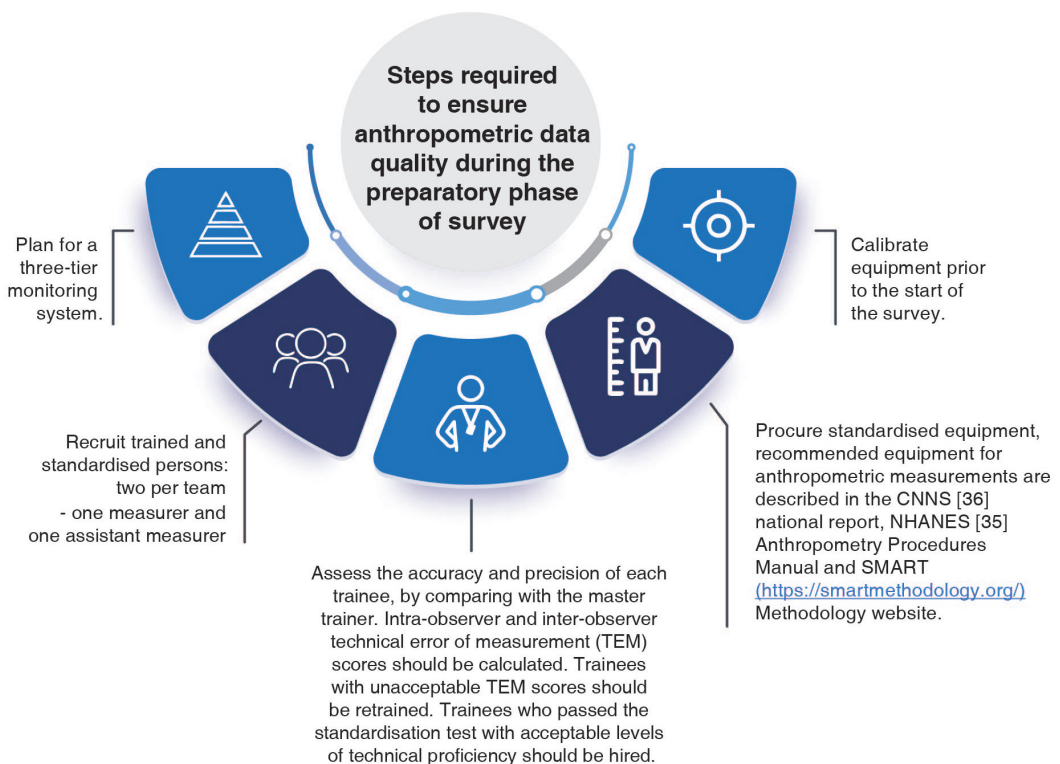 Steps required
to ensure
anthropometric data
quality during the
preparatory phase
of survey
Plan for a
three-tier
monitoring
system.
Recruit trained and
standardised persons:
two per team
- one measurer and
one assistant measurer
Assess the accuracy and precision of each
trainee, by comparing with the master
trainer. Intra-observer and inter-observer
technical error of measurement (TEM)
scores should be calculated. Trainees
with unacceptable TEM scores should
be retrained. Trainees who passed the
standardisation test with acceptable levels
of technical proficiency should be hired.
Procure standardised equipment,
recommended equipment for
anthropometric measurements are
described in the CNNS [36]
national report, NHANES [35]
Anthropometry Procedures
Manual and SMART
(https://smartmethodology.org/)
Methodology website.
Calibrate
equipment prior
to the start of
the survey.